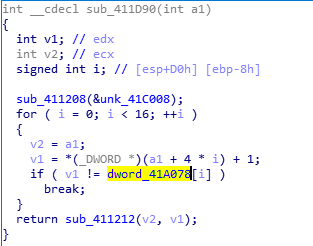 int __cdecl sub_411D90(int a1)
{
  int v1; // edx
  int v2; // ecx
  signed int i; // [esp+D0h] [ebp-8h]

  sub_411208(&unk_41C008);
  for ( i = 0; i < 16; ++i )
  {
    v2 = a1;
    v1 = *(_DWORD *)(a1 + 4 * i) + 1;
    if ( v1 != dword_41A078[i] )
      break;
  }
  return sub_411212(v2, v1);
}